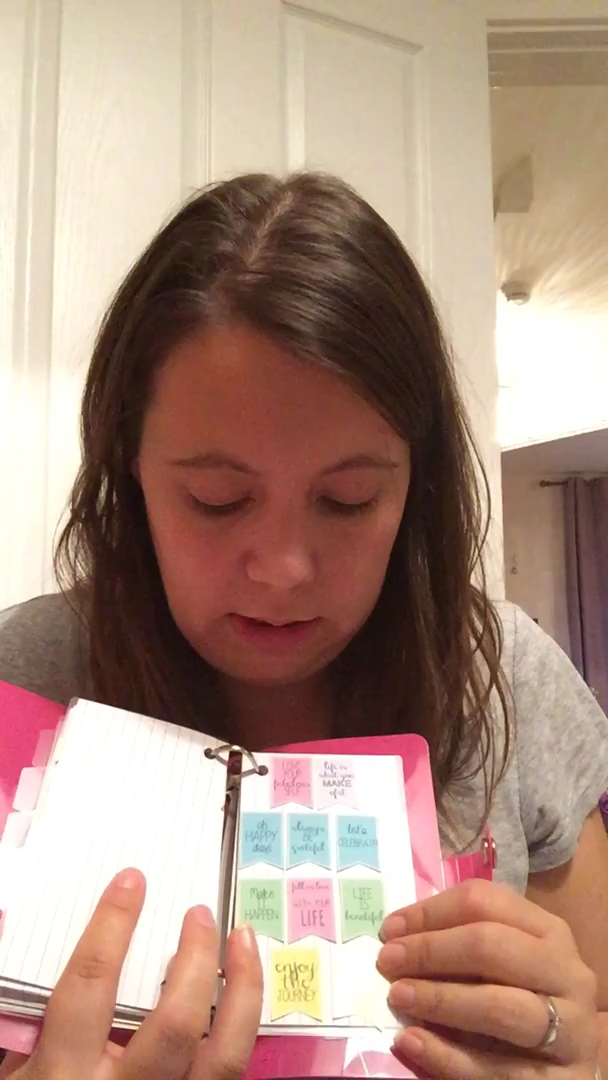 LOVE
YOUR
fabulous
SELF
life is
what you
MAKE
of it
oh
HAPPY
day
always
be
grateful
let's
CELEBRATE
Make
it
HAPPEN
fall in love
WITH YOUR
LIFE
LIFE
IS
beautiful
enjoy
the
JOURNEY